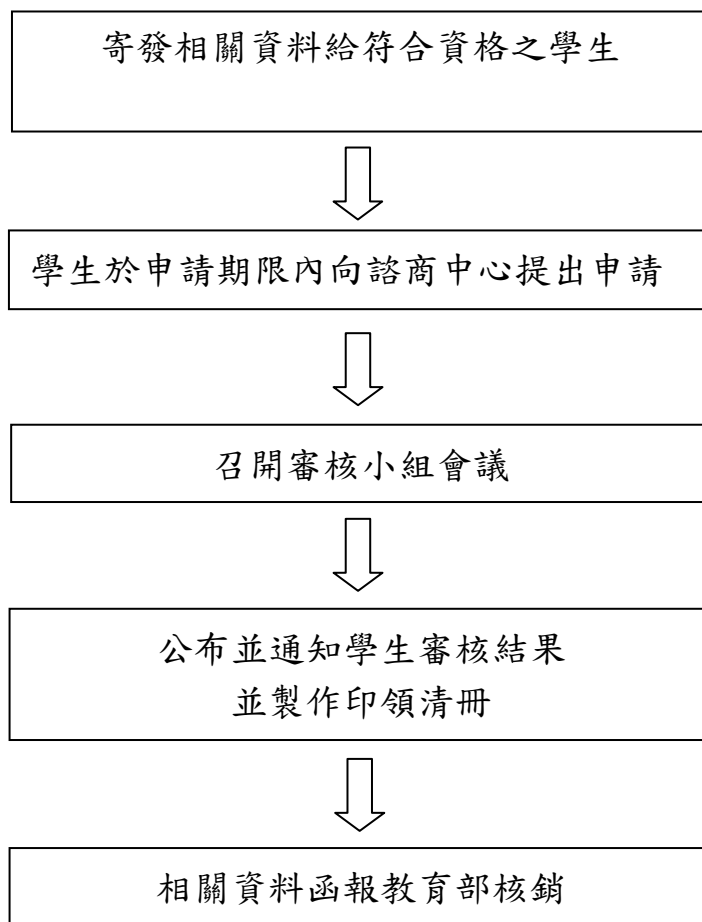 寄發相關資料給符合資格之學生
學生於申請期限內向諮商中心提出申請
召開審核小組會議
公布並通知學生審核結果
並製作印領清冊
相關資料函報教育部核銷